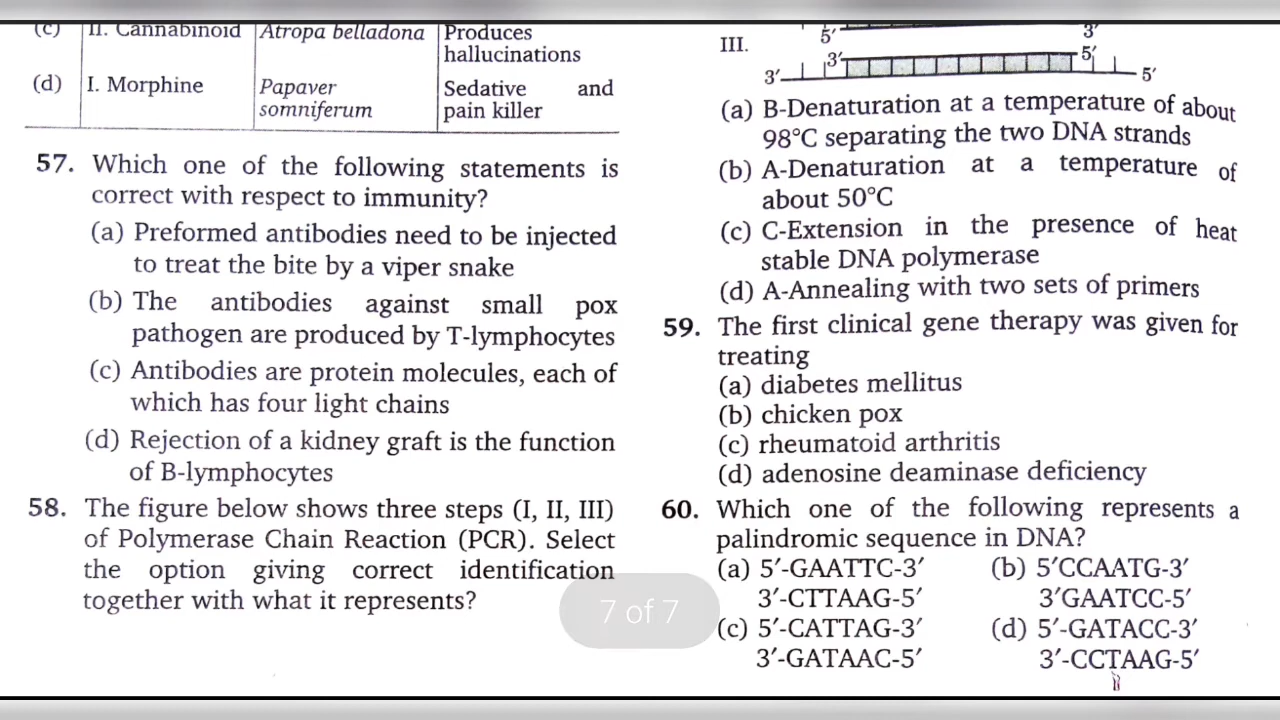 (c) II. Cannabinoid Atropa belladona Produces
hallucinations
(d) I. Morphine Papaver Sedative and
somniferum pain killer
57. Which one of the following statements is
correct with respect to immunity?
(a) Preformed antibodies need to be injected
to treat the bite by a viper snake
(b) The antibodies against small pox
pathogen are produced by T-lymphocytes
(c) Antibodies are protein molecules, each of
which has four light chains
(d) Rejection of a kidney graft is the function
of B-lymphocytes
58. The figure below shows three steps (I, II, III)
of Polymerase Chain Reaction (PCR). Select
the option giving correct identification
together with what it represents?
5′ 3′
III.
3′ 5′
3′ 5′
(a) B-Denaturation at a temperature of about
98°C separating the two DNA strands
(b) A-Denaturation at a temperature of
about 50°C
(c) C-Extension in the presence of heat
stable DNA polymerase
(d) A-Annealing with two sets of primers
59. The first clinical gene therapy was given for
treating
(a) diabetes mellitus
(b) chicken pox
(c) rheumatoid arthritis
(d) adenosine deaminase deficiency
60. Which one of the following represents a
palindromic sequence in DNA?
(a) 5′-GAATTC-3′ (b) 5′CCAATG-3′
3′-CTTAAG-5′ 3′GAATCC-5′
(c) 5′-CATTAG-3′ (d) 5′-GATACC-3′
3′-GATAAC-5′ 3′-CCTAAG-5′
7 of 7